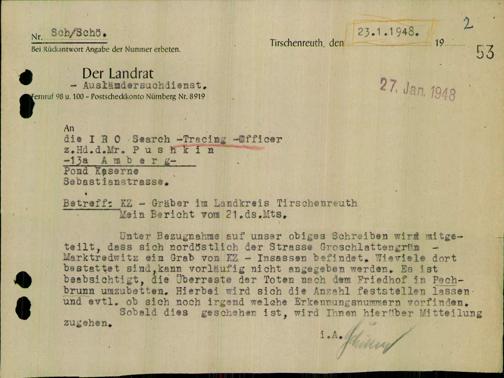 2
Nr. Sch/Schö.
Bei Rückantwort Angabe der Nummer erbeten.
Tirschenreuth, den 23.1.1948. 19
53
Der Landrat
- Ausländersuchdienst.
Fernruf 98 u. 100 - Postscheckkonto Nürnberg Nr. 8919
27. Jan. 1948
An
die I R O Search -Tracing -Officer
z.Hd.d.Mr. P u s h k i n
-13a A m b e r g-
Pond Kaserne
Sebastianstrasse.
Betreff: KZ - Gräber im Landkreis Tirschenreuth
Mein Bericht vom 21.ds.Mts.
Unter Bezugnahme auf unser obiges Schreiben wird mitge-
teilt, dass sich nordöstlich der Strasse Groschlattengrün -
Marktredwitz ein Grab von KZ - Insassen befindet. Wieviele dort
bestattet sind,kann vorläufig nicht angegeben werden. Es ist
beabsichtigt, die Überreste der Toten nach dem Friedhof in Pech-
brunn umzubetten. Hierbei wird sich die Anzahl feststellen lassen
und evtl. ob sich noch irgend welche Erkennungsnummern vorfinden.
Sobald dies geschehen ist, wird Ihnen hierüber Mitteilung
zugehen.
i.A.